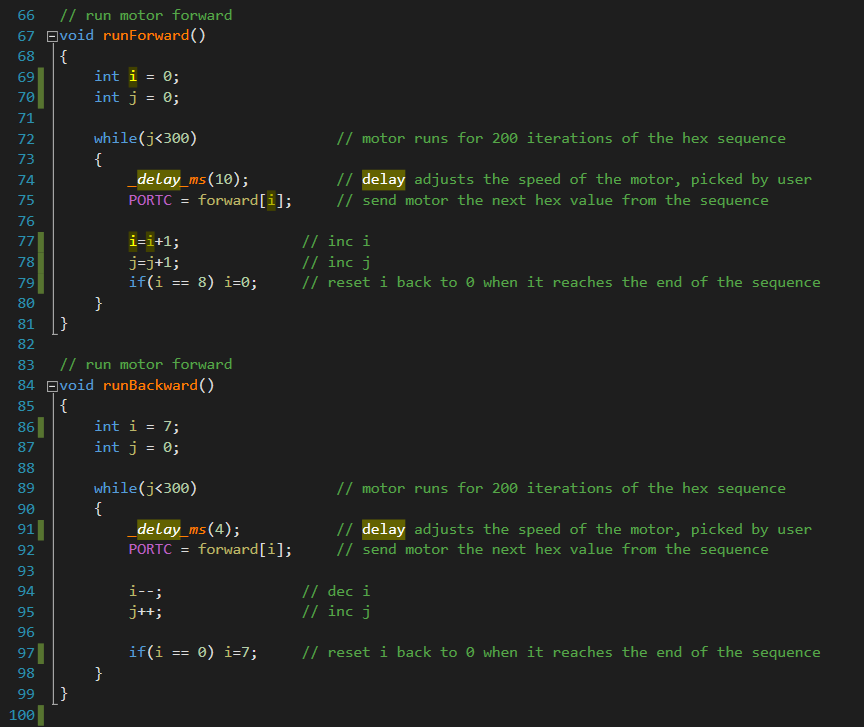 66 // run motor forward
67 void runForward()
68 {
69 int i = 0;
70 int j = 0;
71
72 while(j<300) // motor runs for 200 iterations of the hex sequence
73 {
74 _delay_ms(10); // delay adjusts the speed of the motor, picked by user
75 PORTC = forward[i]; // send motor the next hex value from the sequence
76
77 i=i+1; // inc i
78 j=j+1; // inc j
79 if(i == 8) i=0; // reset i back to 0 when it reaches the end of the sequence
80 }
81 }
82
83 // run motor forward
84 void runBackward()
85 {
86 int i = 7;
87 int j = 0;
88
89 while(j<300) // motor runs for 200 iterations of the hex sequence
90 {
91 _delay_ms(4); // delay adjusts the speed of the motor, picked by user
92 PORTC = forward[i]; // send motor the next hex value from the sequence
93
94 i--; // dec i
95 j++; // inc j
96
97 if(i == 0) i=7; // reset i back to 0 when it reaches the end of the sequence
98 }
99 }
100